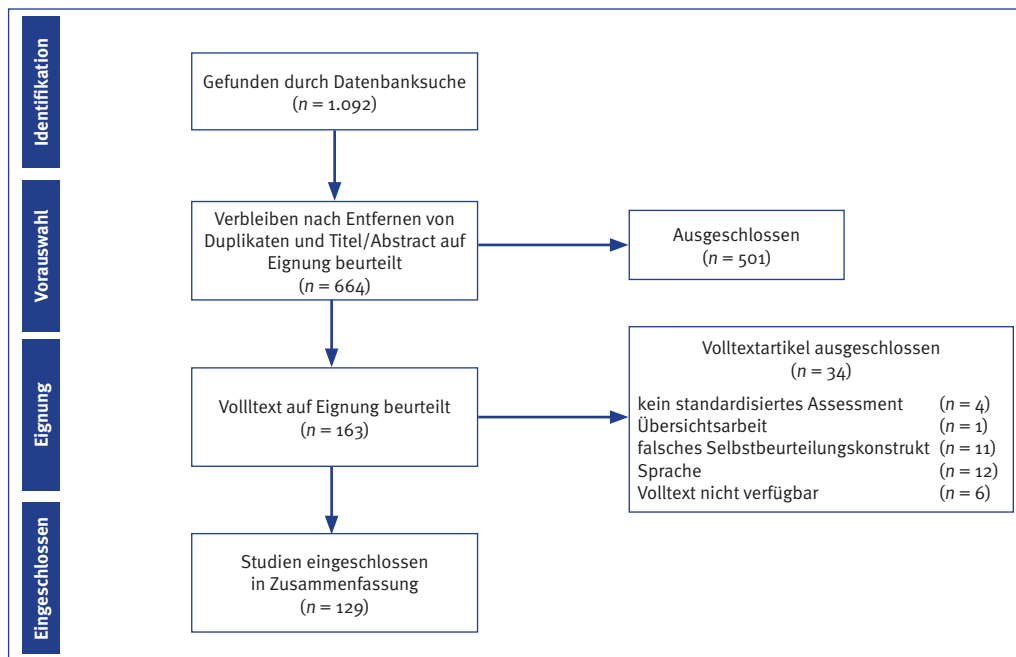 Identifikation
Gefunden durch Datenbanksuche
(n = 1.092)
Vorauswahl
Verbleiben nach Entfernen von
Duplikaten und Titel/Abstract auf
Eignung beurteilt
(n = 664)
Ausgeschlossen
(n = 501)
Eignung
Vollltext auf Eignung beurteilt
(n = 163)
Volltextartikel ausgeschlossen
(n = 34)
kein standardisiertes Assessment (n = 4)
Übersichtsarbeit (n = 1)
falsches Selbstbeurteilungskonstrukt (n = 11)
Sprache (n = 12)
Volltext nicht verfügbar (n = 6)
Eingeschlossen
Studien eingeschlossen
in Zusammenfassung
(n = 129)